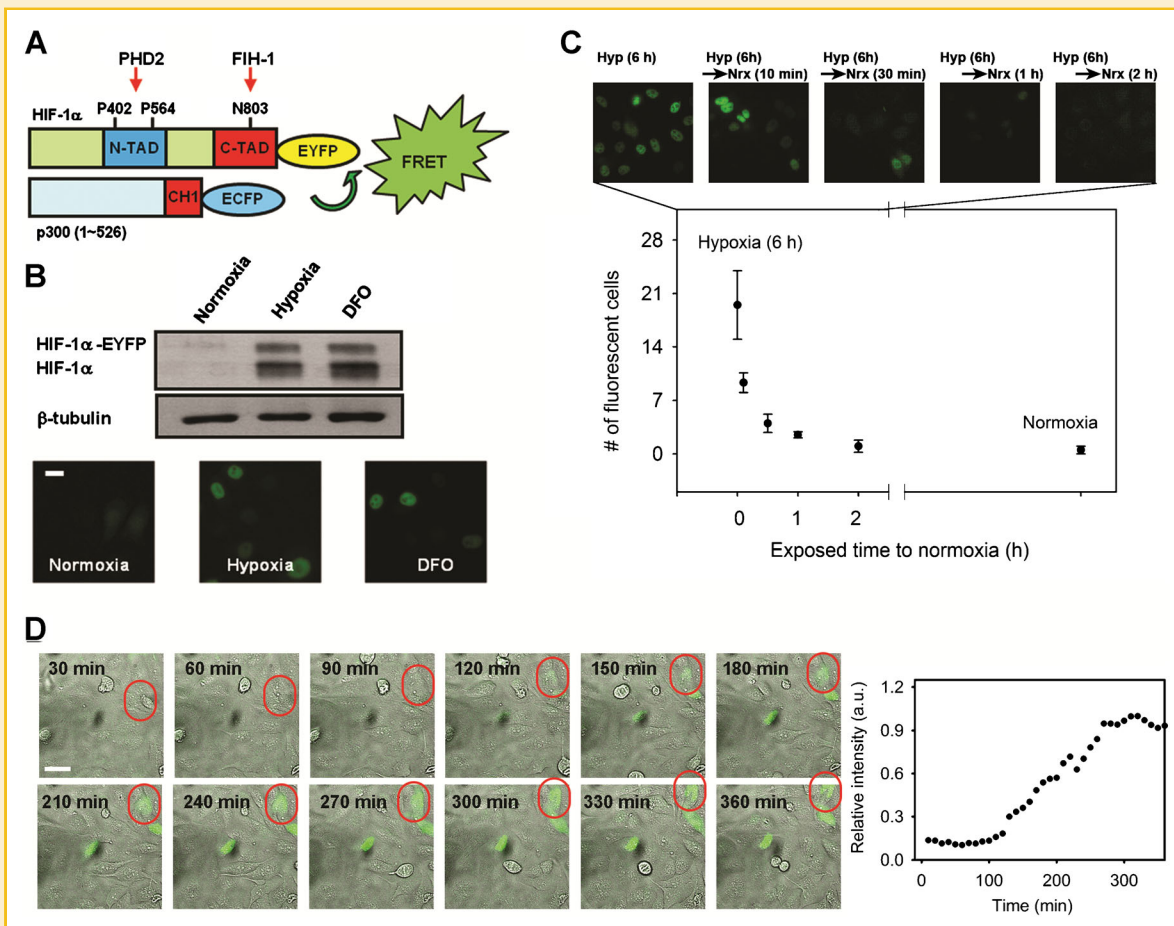 A
PHD2 FIH-1
P402 P564 N803
HIF-1α
N-TAD C-TAD EYFP
FRET
CH1 ECFP
p300 (1~526)
B
Normoxia Hypoxia DFO
HIF-1α-EYFP
HIF-1α
β-tubulin
Normoxia Hypoxia DFO
C
Hyp (6 h)
Hyp (6h)
Nrx (10 min)
Hyp (6h)
Nrx (30 min)
Hyp (6h)
Nrx (1 h)
Hyp (6h)
Nrx (2 h)
# of fluorescent cells
28
21
14
7
0
Hypoxia (6 h)
Normoxia
0 1 2
Exposed time to normoxia (h)
D
30 min 60 min 90 min 120 min 150 min 180 min
210 min 240 min 270 min 300 min 330 min 360 min
Relative intensity (a.u.)
1.2
0.9
0.6
0.3
0.0
0 100 200 300
Time (min)